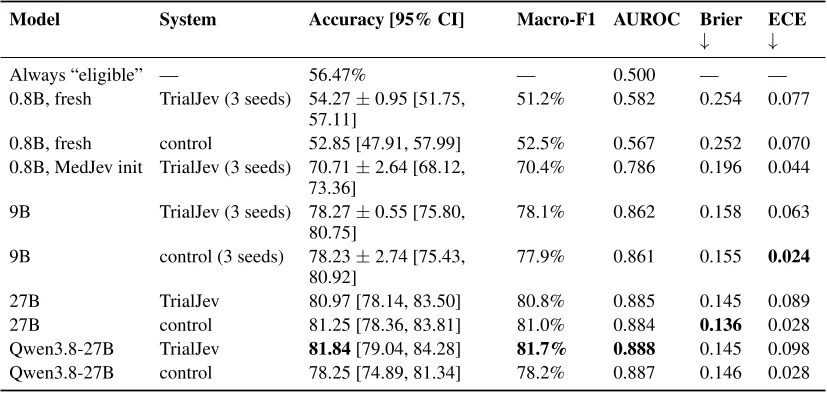 Model System Accuracy [95% CI] Macro-F1 AUROC Brier ECE
↓ ↓
Always “eligible” — 56.47% — 0.500 — —
0.8B, fresh TrialJev (3 seeds) 54.27 ± 0.95 [51.75, 51.2% 0.582 0.254 0.077
57.11]
0.8B, fresh control 52.85 [47.91, 57.99] 52.5% 0.567 0.252 0.070
0.8B, MedJev init TrialJev (3 seeds) 70.71 ± 2.64 [68.12, 70.4% 0.786 0.196 0.044
73.36]
9B TrialJev (3 seeds) 78.27 ± 0.55 [75.80, 78.1% 0.862 0.158 0.063
80.75]
9B control (3 seeds) 78.23 ± 2.74 [75.43, 77.9% 0.861 0.155 0.024
80.92]
27B TrialJev 80.97 [78.14, 83.50] 80.8% 0.885 0.145 0.089
27B control 81.25 [78.36, 83.81] 81.0% 0.884 0.136 0.028
Qwen3.8-27B TrialJev 81.84 [79.04, 84.28] 81.7% 0.888 0.145 0.098
Qwen3.8-27B control 78.25 [74.89, 81.34] 78.2% 0.887 0.146 0.028